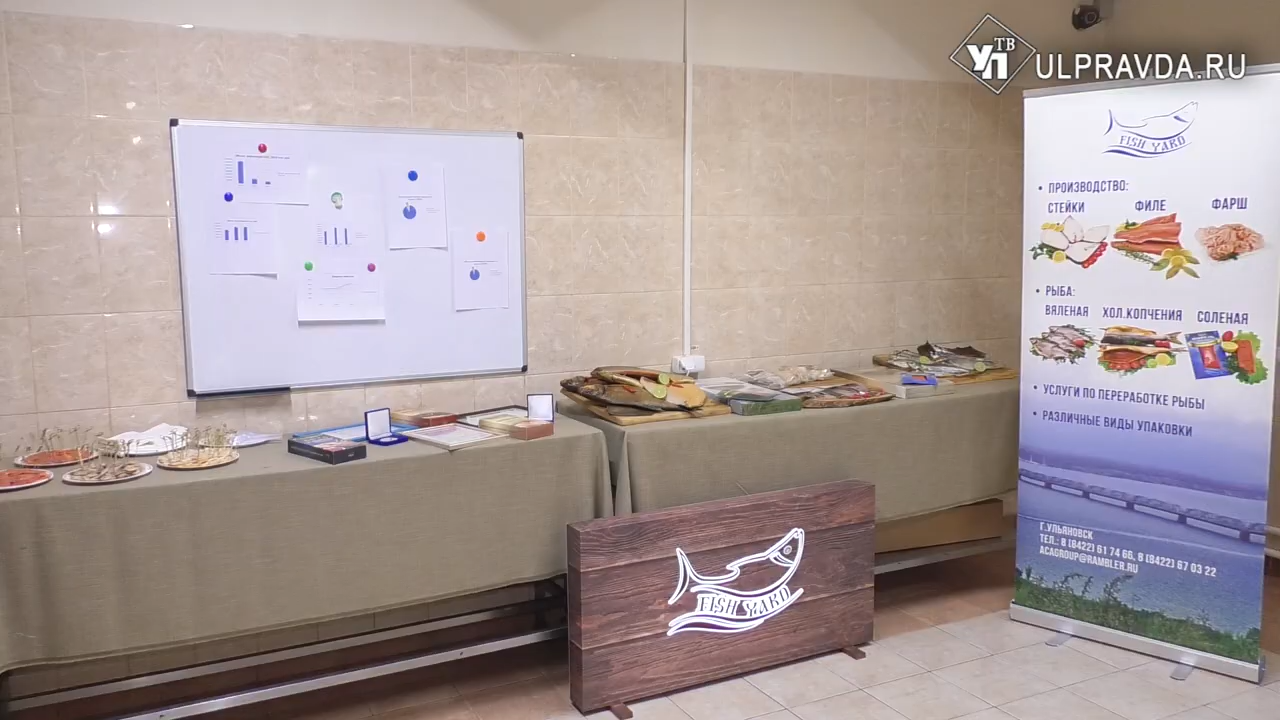 УП ТВ
ULPRAVDA.RU
FISH YARD
• ПРОИЗВОДСТВО:
СТЕЙКИ ФИЛЕ ФАРШ
• РЫБА:
ВЯЛЕНАЯ ХОЛ.КОПЧЕНИЯ СОЛЕНАЯ
• УСЛУГИ ПО ПЕРЕРАБОТКЕ РЫБЫ
• РАЗЛИЧНЫЕ ВИДЫ УПАКОВКИ
Г.УЛЬЯНОВСК
ТЕЛ.: 8 (8422) 61 74 66, 8 (8422) 67 03 22
ACAGROUP@RAMBLER.RU
FISH YARD